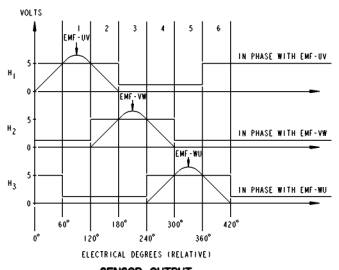 VOLTS
1 2 3 4 5 6
EMF-UV
IN PHASE WITH EMF-UV
5
H1
0
EMF-VW
IN PHASE WITH EMF-VW
5
H2
0
EMF-WU
IN PHASE WITH EMF-WU
5
H3
0
60° 180° 300° 420°
0° 120° 240° 360°
ELECTRICAL DEGREES (RELATIVE)
SENSOR OUTPUT